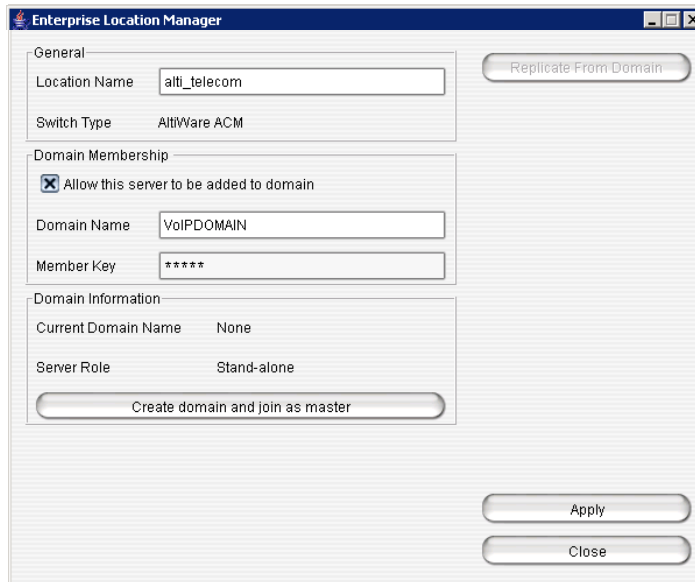 Enterprise Location Manager
General
Location Name alti_telecom
Switch Type AltiWare ACM
Replicate From Domain
Domain Membership
Allow this server to be added to domain
Domain Name VoIPDOMAIN
Member Key *****
Domain Information
Current Domain Name None
Server Role Stand-alone
Create domain and join as master
Apply
Close